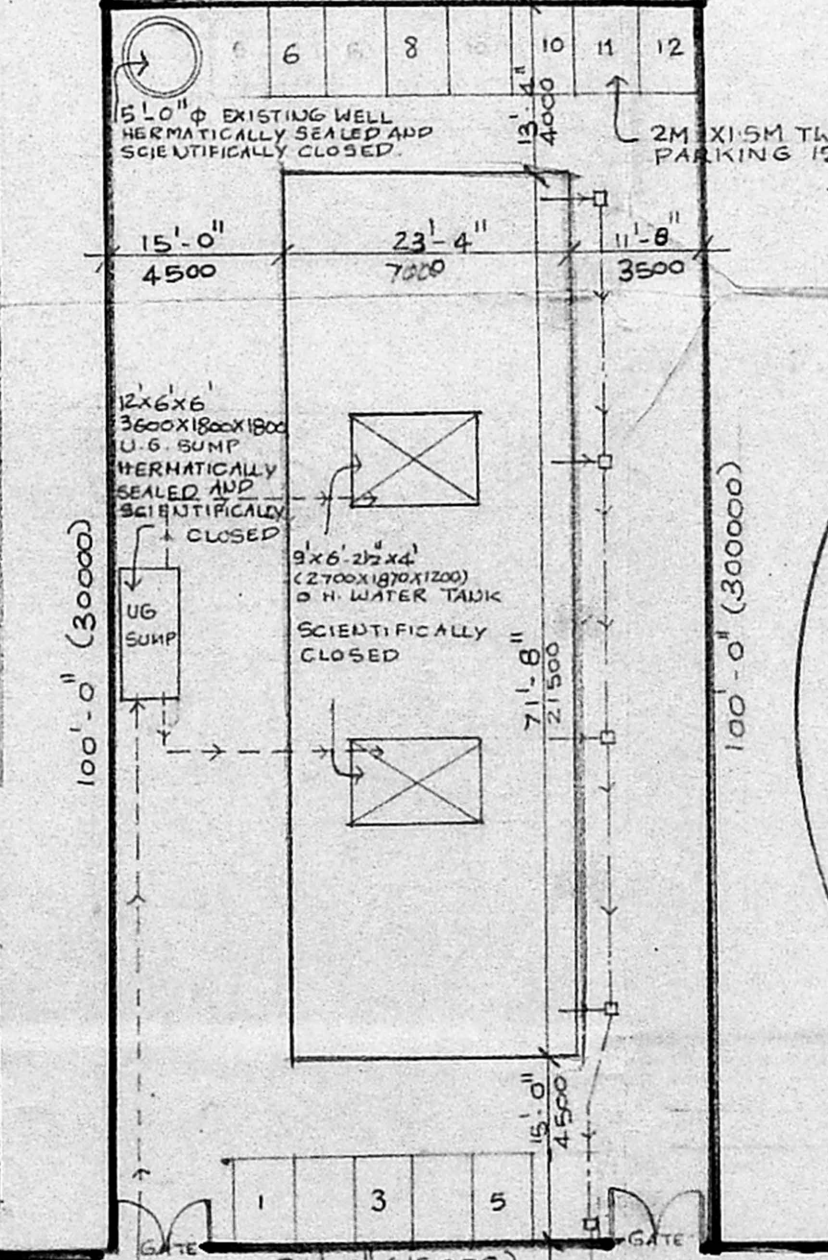 6 8 10 11 12
5'-0" ϕ EXISTING WELL
HERMATICALLY SEALED AND
SCIENTIFICALLY CLOSED.
13'-4"
4000
2M X1.5M
PARKING
15'-0"
4500
23'-4"
7000
11'-8"
3500
12'x6'x6'
3600X1800X1800
U.G. SUMP
HERMATICALLY
SEALED AND
SCIENTIFICALLY
CLOSED
9'x6'-2½"x4'
(2700X1870X1200)
O H. WATER TANK
SCIENTIFICALLY
CLOSED
UG
SUMP
100'-0" (30000)
71'-8"
21500
100'-0" (300000)
15'-0"
4500
1 3 5
GATE
GATE